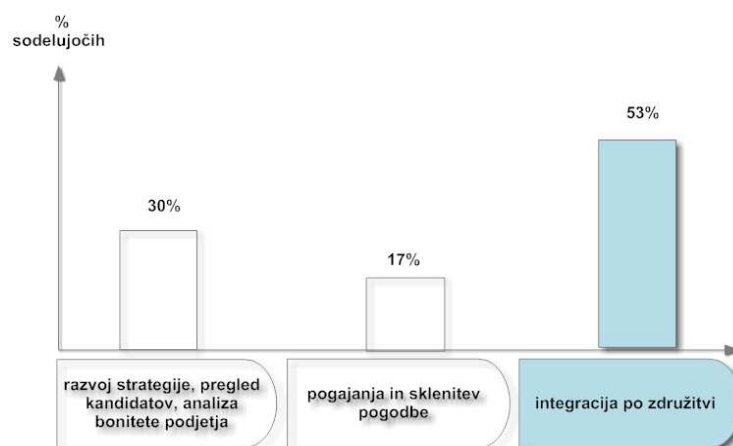 %
sodelujočih
53%
30%
17%
razvoj strategije, pregled
kandidatov, analiza
bonitete podjetja
pogajanja in sklenitev
pogodbe
integracija po združitvi